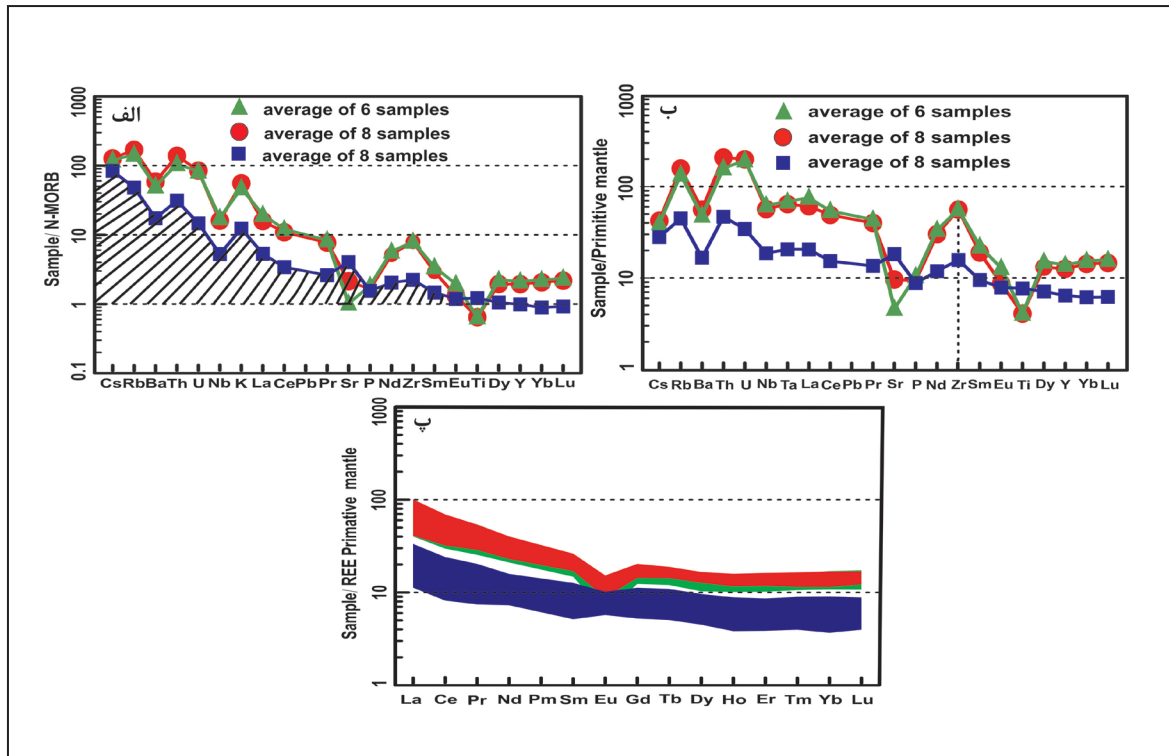 الف
average of 6 samples
average of 8 samples
average of 8 samples
Sample/ N-MORB
1000
100
10
1
0.1
Cs Rb Ba Th U Nb K La Ce Pb Pr Sr P Nd Zr Sm Eu Ti Dy Y Yb Lu
ب
average of 6 samples
average of 8 samples
average of 8 samples
Sample/Primitive mantle
1000
100
10
1
Cs Rb Ba Th U Nb Ta La Ce Pb Pr Sr P Nd Zr Sm Eu Ti Dy Y Yb Lu
پ
Sample/ REE Primative mantle
1000
100
10
1
La Ce Pr Nd Pm Sm Eu Gd Tb Dy Ho Er Tm Yb Lu